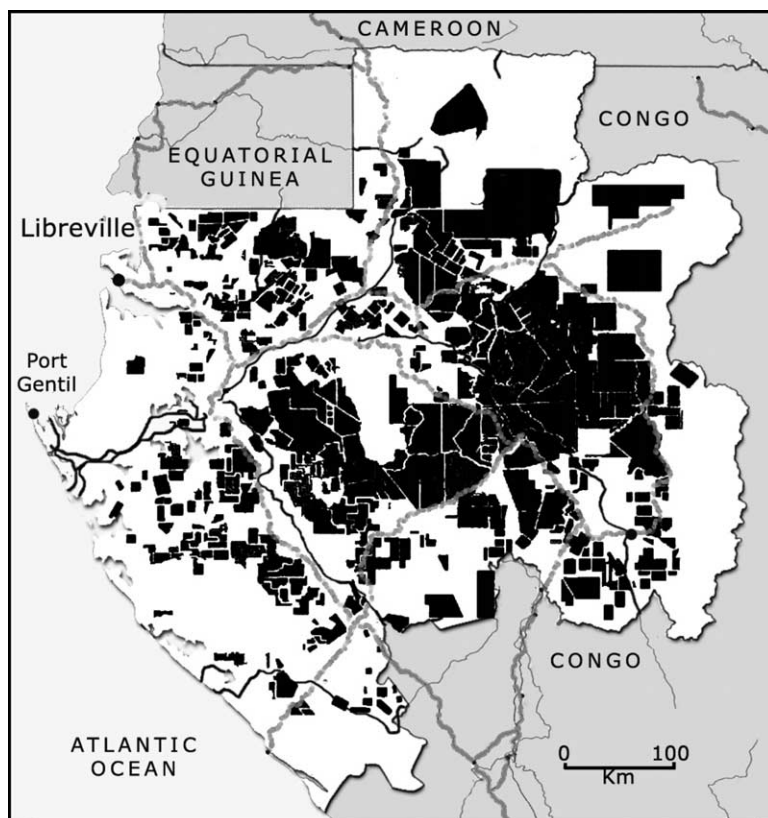 CAMEROON
CONGO
EQUATORIAL
GUINEA
Libreville
Port
Gentil
CONGO
ATLANTIC
OCEAN
0 100
Km